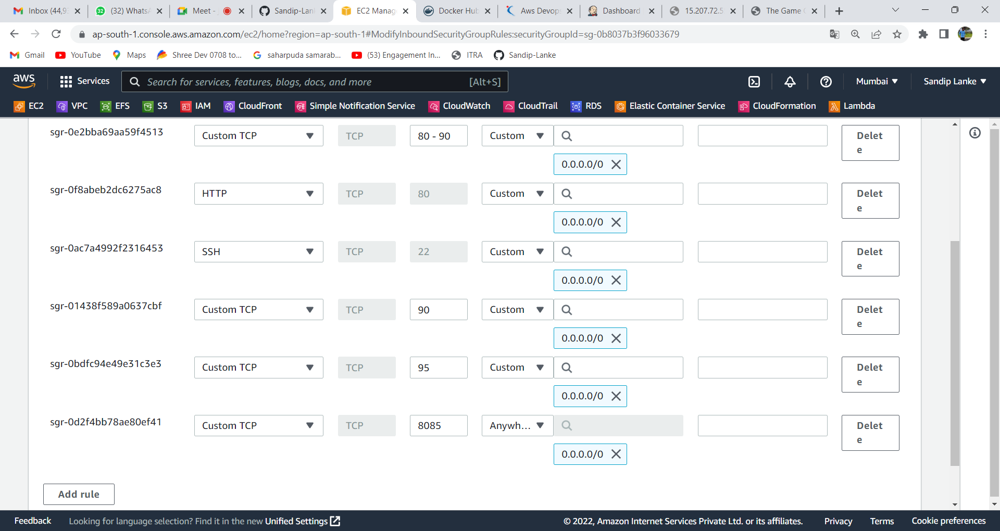 Inbox (44,9
(32) WhatsA
Meet -
Sandip-Lan
EC2 Manag
Docker Hub
Aws Devop
Dashboard
15.207.72.5
The Game
ap-south-1.console.aws.amazon.com/ec2/home?region=ap-south-1#ModifyInboundSecurityGroupRules:securityGroupId=sg-0b8037b3f96033679
Gmail
YouTube
Maps
Shree Dev 0708 to...
saharpuda samarab...
(53) Engagement In...
ITRA
Sandip-Lanke
aws
Services
Search for services, features, blogs, docs, and more
[Alt+S]
Mumbai
Sandip Lanke
EC2
VPC
EFS
S3
IAM
CloudFront
Simple Notification Service
CloudWatch
CloudTrail
RDS
Elastic Container Service
CloudFormation
Lambda
sgr-0e2bba69aa59f4513
Custom TCP
TCP
80 - 90
Custom
Delet
e
0.0.0.0/0
sgr-0f8abeb2dc6275ac8
HTTP
TCP
80
Custom
Delet
e
0.0.0.0/0
sgr-0ac7a4992f2316453
SSH
TCP
22
Custom
Delet
e
0.0.0.0/0
sgr-01438f589a0637cbf
Custom TCP
TCP
90
Custom
Delet
e
0.0.0.0/0
sgr-0bdfc94e49e31c3e3
Custom TCP
TCP
95
Custom
Delet
e
0.0.0.0/0
sgr-0d2f4bb78ae80ef41
Custom TCP
TCP
8085
Anywh...
Delet
e
0.0.0.0/0
Add rule
Feedback
Looking for language selection? Find it in the new Unified Settings
© 2022, Amazon Internet Services Private Ltd. or its affiliates.
Privacy
Terms
Cookie preferences